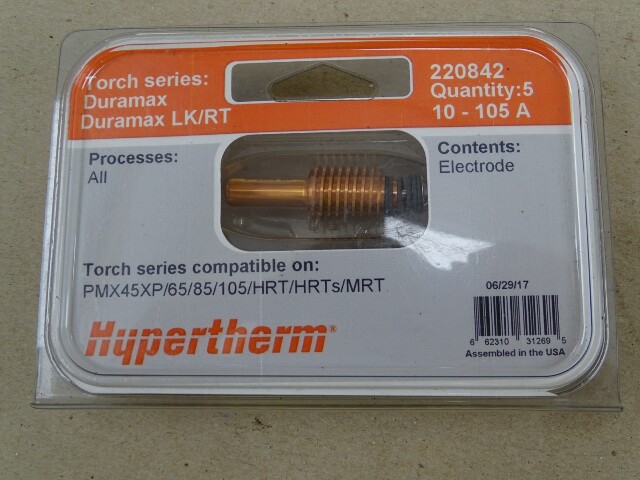 Torch series:
Duramax
Duramax LK/RT
220842
Quantity:5
10 - 105 A
Processes:
All
Contents:
Electrode
Torch series compatible on:
PMX45XP/65/85/105/HRT/HRTs/MRT
Hypertherm®
06/29/17
6 62310 31269 5
Assembled in the USA